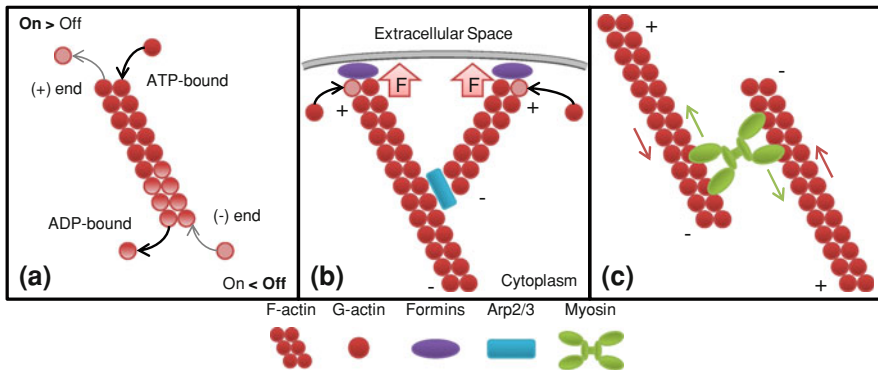 On > Off
ATP-bound
(+) end
ADP-bound
(-) end
(a)
On < Off
Extracellular Space
F
F
+
+
-
-
(b)
Cytoplasm
+
-
-
+
(c)
F-actin
G-actin
Formins
Arp2/3
Myosin